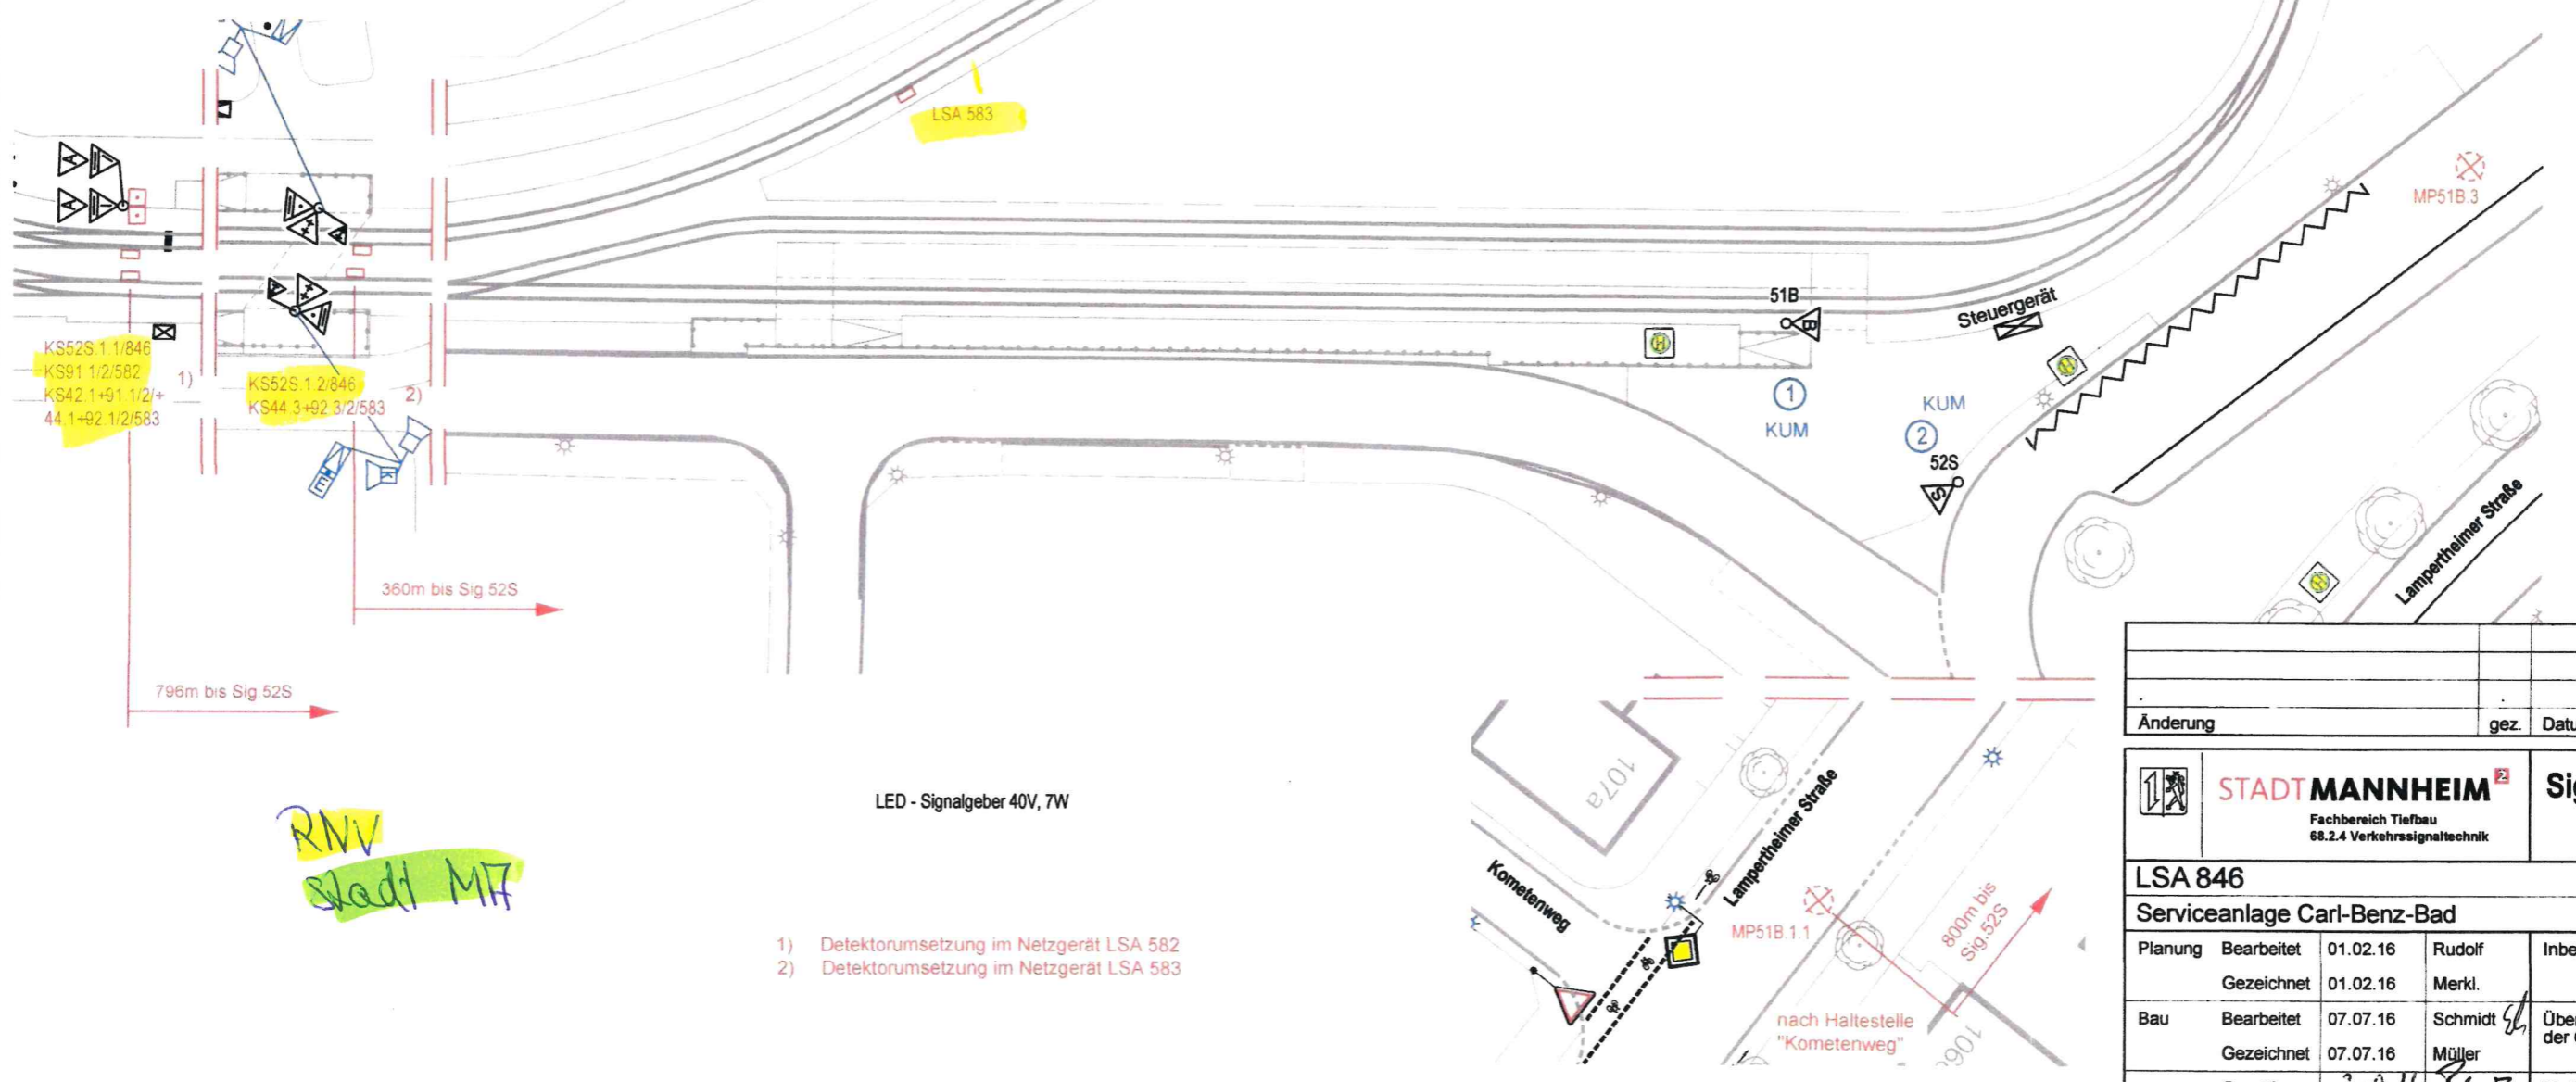 LSA 583
MP51B.3
51B
B
Steuergerät
KS52S.1.1/846
KS91 1/2/582
KS42.1+91.1/2/+
44.1+92.1/2/583
1)
KS52S.1.2/846
KS44.3+92.3/2/583
2)
1
KUM
KUM
2
52S
S
A
A
H
H
H
K
E
Lampertheimer Straße
360m bis Sig 52S
796m bis Sig 52S
LED - Signalgeber 40V, 7W
RNV
Stadt MA
1) Detektorumsetzung im Netzgerät LSA 582
2) Detektorumsetzung im Netzgerät LSA 583
107a
Kometenweg
Lampertheimer Straße
MP51B.1.1
800m bis
Sig.52S
nach Haltestelle
"Kometenweg"
Änderung gez. Datu
STADTMANNHEIM²
Fachbereich Tiefbau
68.2.4 Verkehrssignaltechnik
Sig
LSA 846
Serviceanlage Carl-Benz-Bad
Planung Bearbeitet 01.02.16 Rudolf Inbe
Gezeichnet 01.02.16 Merkl.
Bau Bearbeitet 07.07.16 Schmidt Über
der
Gezeichnet 07.07.16 Müller